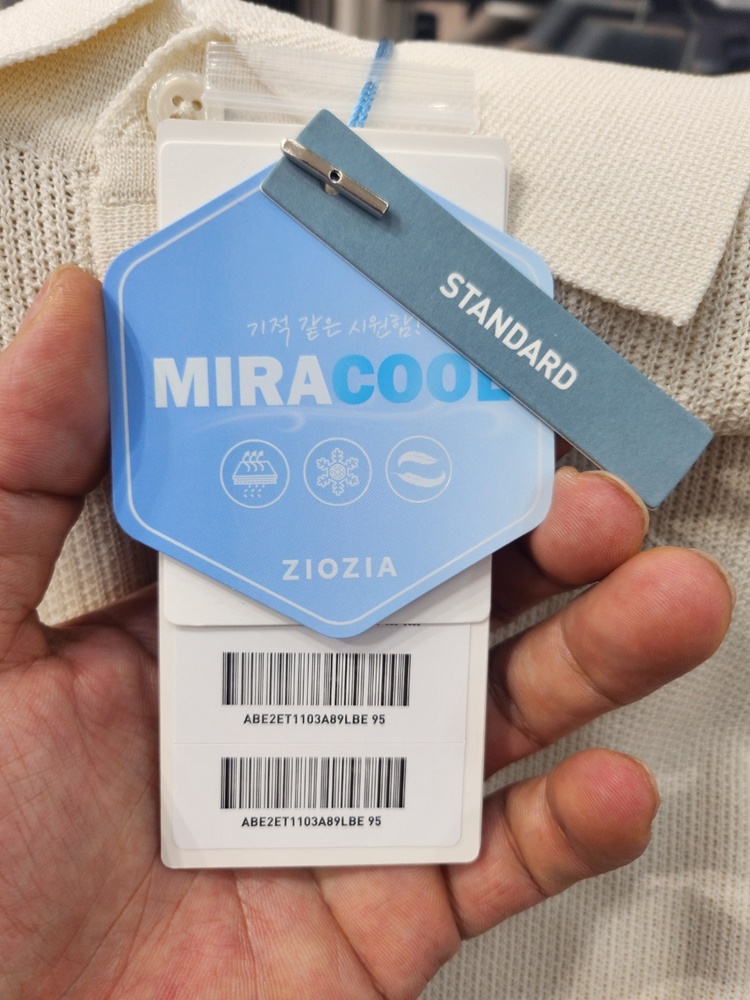 STANDARD
기적 같은 시원함!
MIRACOOL
ZIOZIA
ABE2ET1103A89LBE 95
ABE2ET1103A89LBE 95